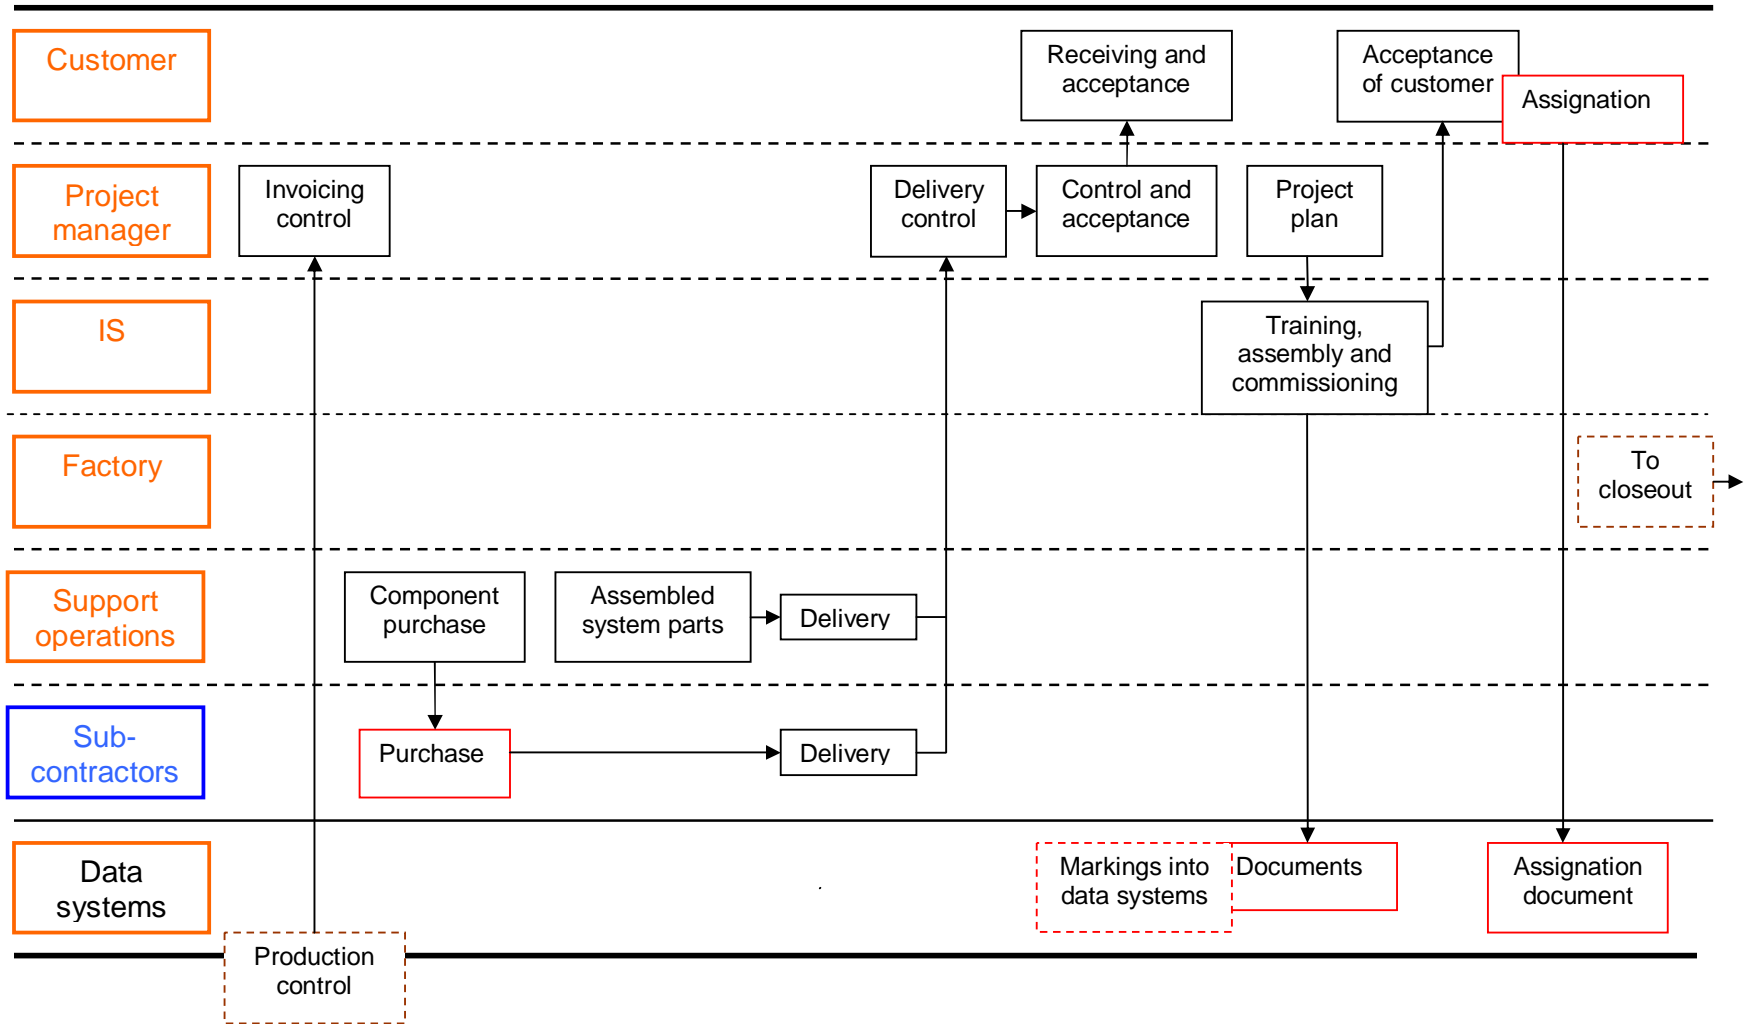 Customer
Receiving and
acceptance
Acceptance
of customer
Assignation
Project
manager
Invoicing
control
Delivery
control
Control and
acceptance
Project
plan
IS
Training,
assembly and
commissioning
Factory
To
closeout
Support
operations
Component
purchase
Assembled
system parts
Delivery
Sub-
contractors
Purchase
Delivery
Data
systems
Markings into
data systems
Documents
Assignation
document
Production
control